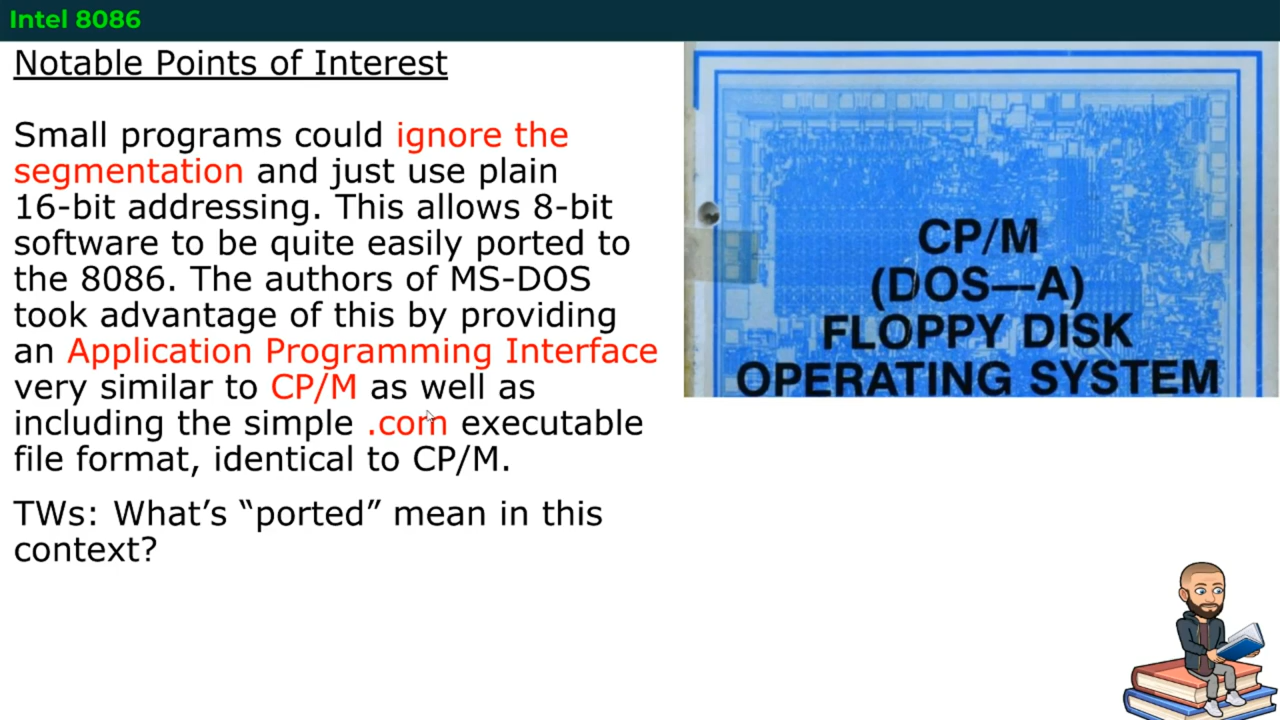 Intel 8086
Notable Points of Interest
Small programs could ignore the
segmentation and just use plain
16-bit addressing. This allows 8-bit
software to be quite easily ported to
the 8086. The authors of MS-DOS
took advantage of this by providing
an Application Programming Interface
very similar to CP/M as well as
including the simple .com executable
file format, identical to CP/M.
TWs: What’s “ported” mean in this
context?
CP/M
(DOS—A)
FLOPPY DISK
OPERATING SYSTEM